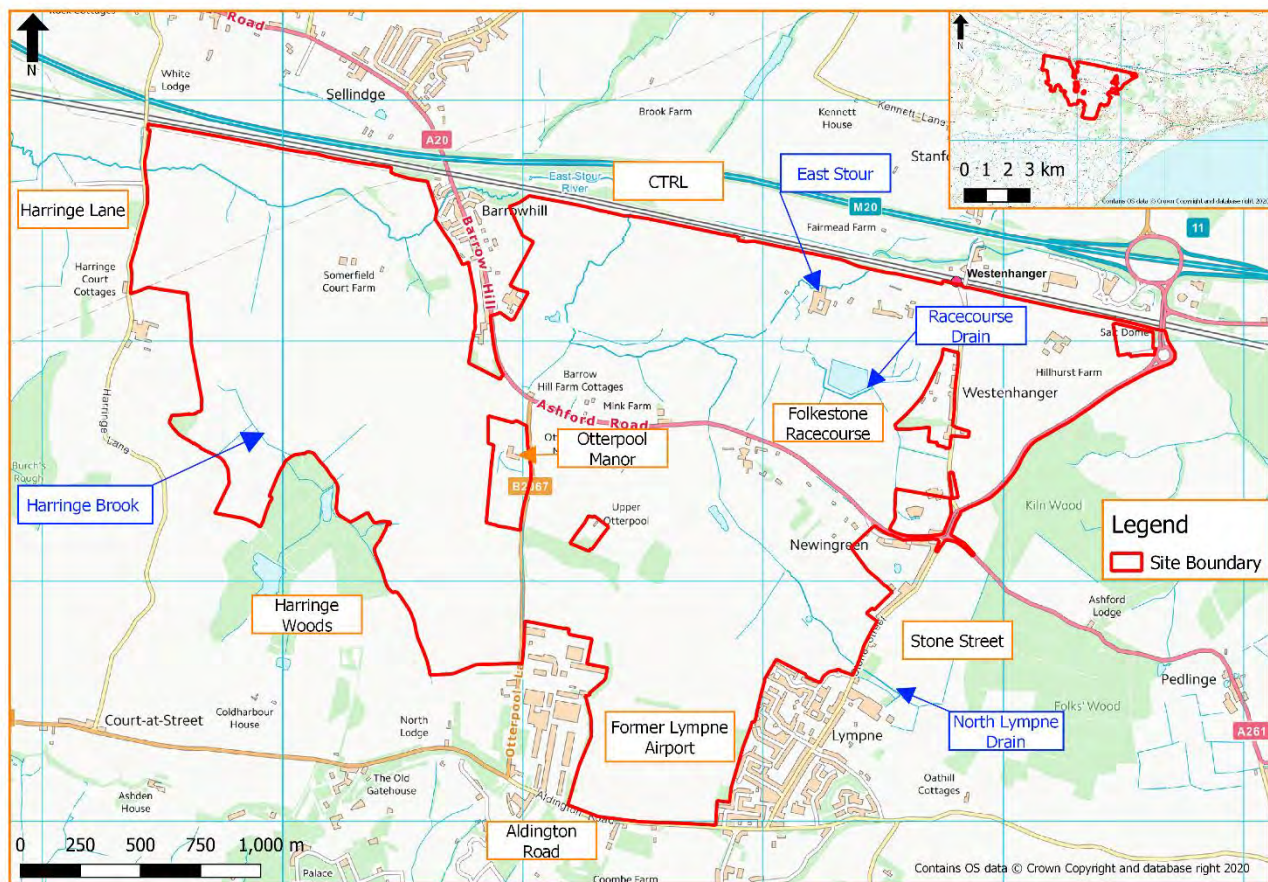 Rock Cottages
Road
N
White
Lodge
Sellindge
A20
Brook Farm
Kennett
House
Kennett Lane
N
0 1 2 3 km
Contains OS data © Crown Copyright and database right 2020
Harringe Lane
East Stour
River
CTRL
East Stour
Stanfo
M20
11
Barrowhill
Barrow Hill
Fairmead Farm
Westenhanger
Harringe
Court
Cottages
Somerfield
Court Farm
Racecourse
Drain
Salt Dome
Hillhurst Farm
Barrow
Hill Farm Cottages
Mink Farm
Ashford Road
Folkestone
Racecourse
Westenhanger
Harringe Lane
Otterpool
Manor
Burch's
Rough
B2067
Harringe Brook
Upper
Otterpool
Kiln Wood
Legend
Site Boundary
Newingreen
Ashford
Lodge
Harringe
Woods
Stone Street
Stone Street
Pedlinge
Folks' Wood
A261
Court-at-Street
Coldharbour
House
North
Lodge
Otterpool La
Former Lympne
Airport
Lympne
North Lympne
Drain
Oathill
Cottages
The Old
Gatehouse
Ashden
House
Aldington Road
Aldington
Road
0 250 500 750 1,000 m
Palace
Coombe Farm
Contains OS data © Crown Copyright and database right 2020